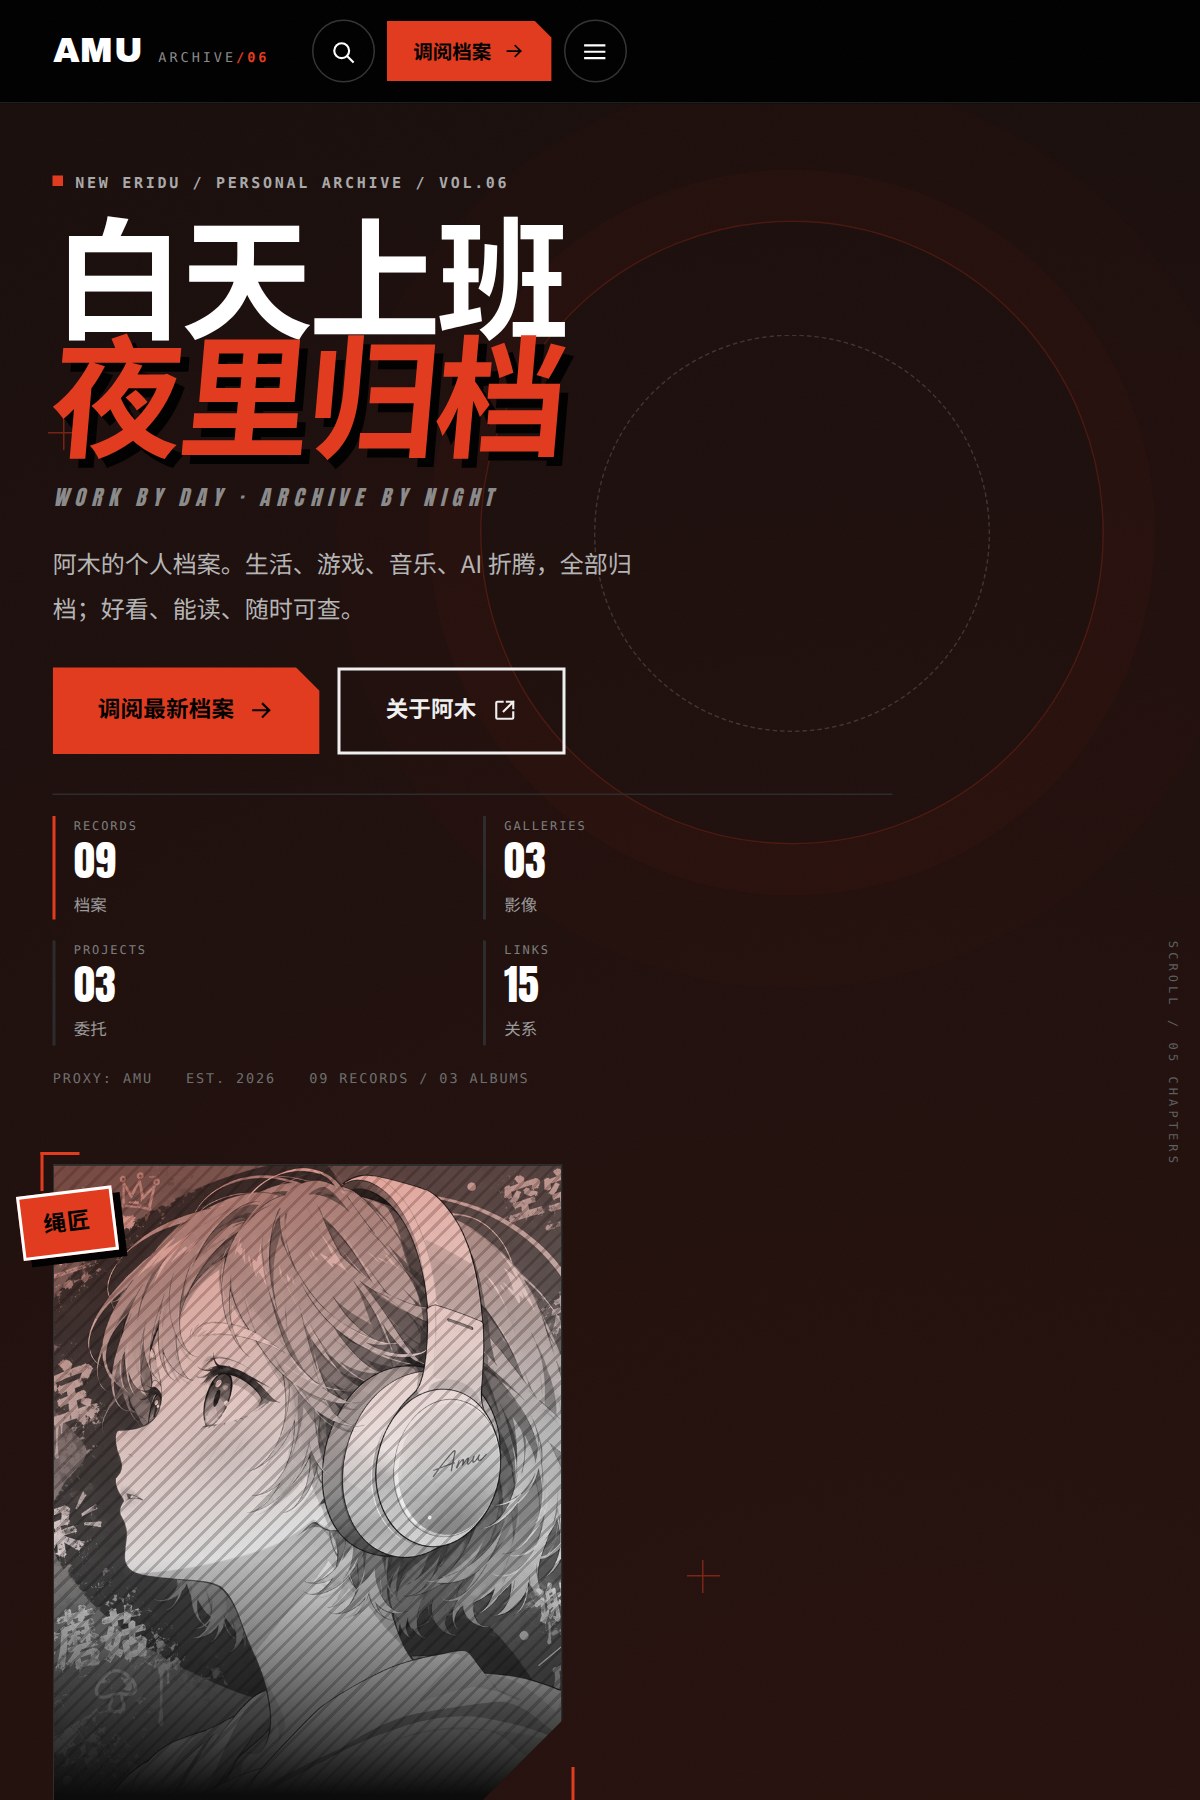 AMU ARCHIVE/06 调阅档案
NEW ERIDU / PERSONAL ARCHIVE / VOL.06
白天上班
夜里归档
WORK BY DAY · ARCHIVE BY NIGHT
阿木的个人档案。生活、游戏、音乐、AI 折腾，全部归
档；好看、能读、随时可查。
调阅最新档案
关于阿木
RECORDS
09
档案
GALLERIES
03
影像
PROJECTS
03
委托
LINKS
15
关系
PROXY: AMU EST. 2026 09 RECORDS / 03 ALBUMS
SCROLL / 05 CHAPTERS
绳匠
Amu
蘑菇